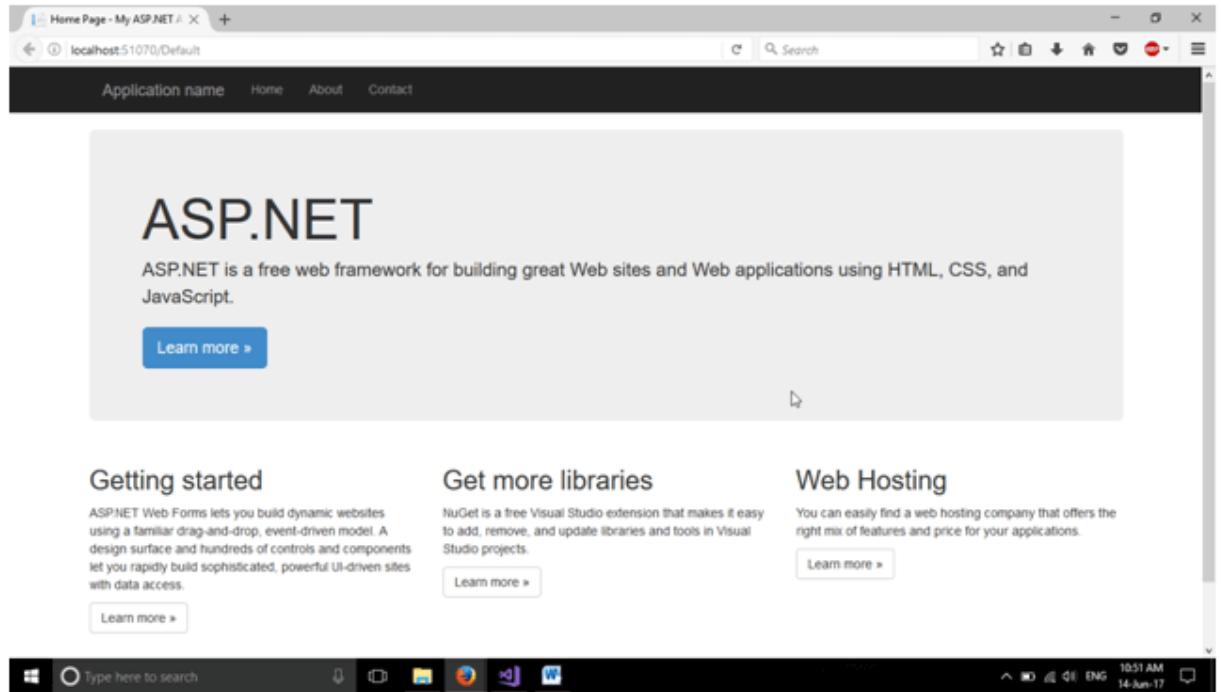 Home Page - My ASP.NET A
localhost:51070/Default
Search
Application name Home About Contact
ASP.NET
ASP.NET is a free web framework for building great Web sites and Web applications using HTML, CSS, and
JavaScript.
Learn more »
Getting started
ASP.NET Web Forms lets you build dynamic websites
using a familiar drag-and-drop, event-driven model. A
design surface and hundreds of controls and components
let you rapidly build sophisticated, powerful UI-driven sites
with data access.
Learn more »
Get more libraries
NuGet is a free Visual Studio extension that makes it easy
to add, remove, and update libraries and tools in Visual
Studio projects.
Learn more »
Web Hosting
You can easily find a web hosting company that offers the
right mix of features and price for your applications.
Learn more »
Type here to search
ENG
10:51 AM
14-Jun-17